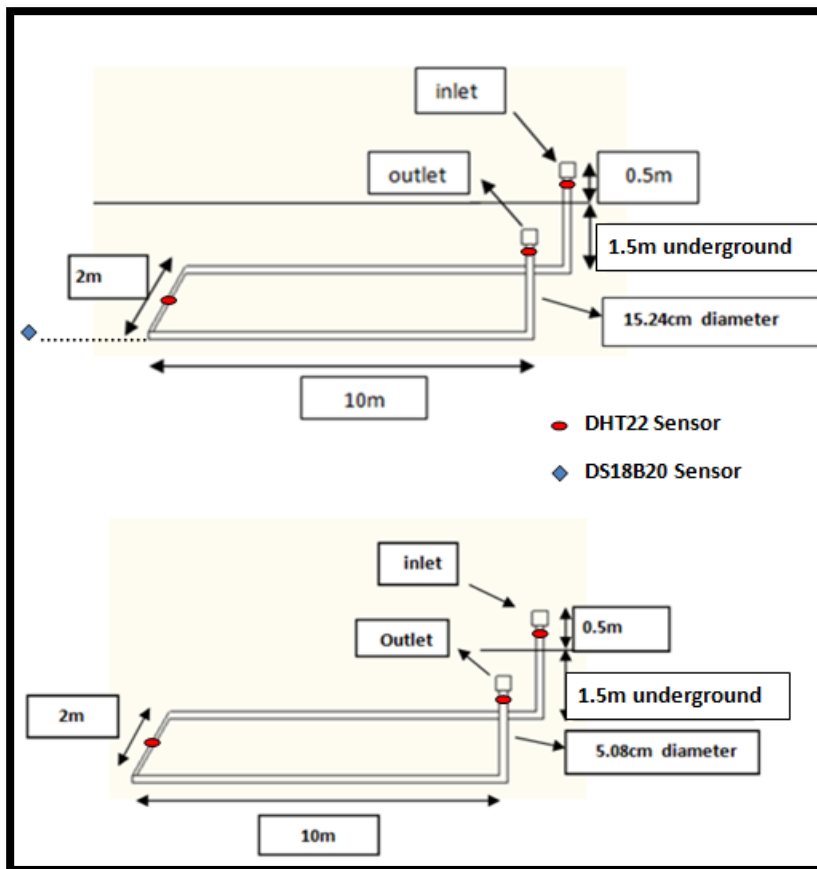 inlet
outlet
0.5m
1.5m underground
2m
15.24cm diameter
10m
DHT22 Sensor
DS18B20 Sensor
inlet
0.5m
Outlet
1.5m underground
2m
5.08cm diameter
10m